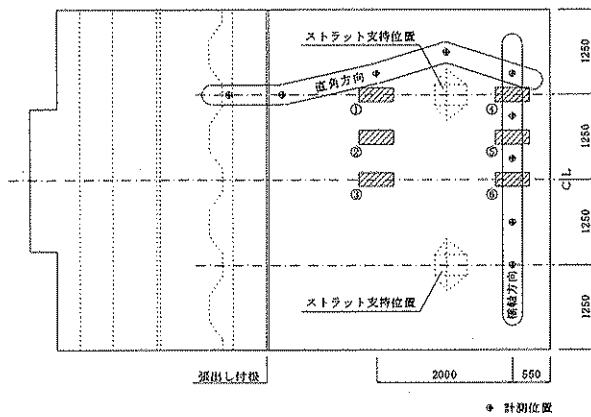 ストラット支持位置
直角方向
①
④
②
⑤
③
⑥
ストラット支持位置
橋軸方向
張出し付根
2000
550
1250
1250
CL
1250
1250
計測位置